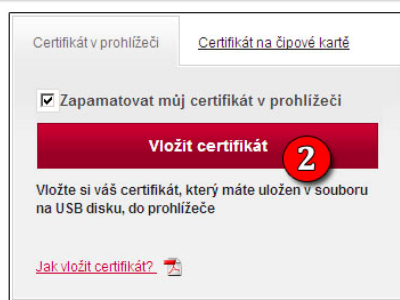 Certifikát v prohlížeči Certifikát na čipové kartě
Zapamatovat můj certifikát v prohlížeči
Vložit certifikát 2
Vložte si váš certifikát, který máte uložen v souboru
na USB disku, do prohlížeče
Jak vložit certifikát?